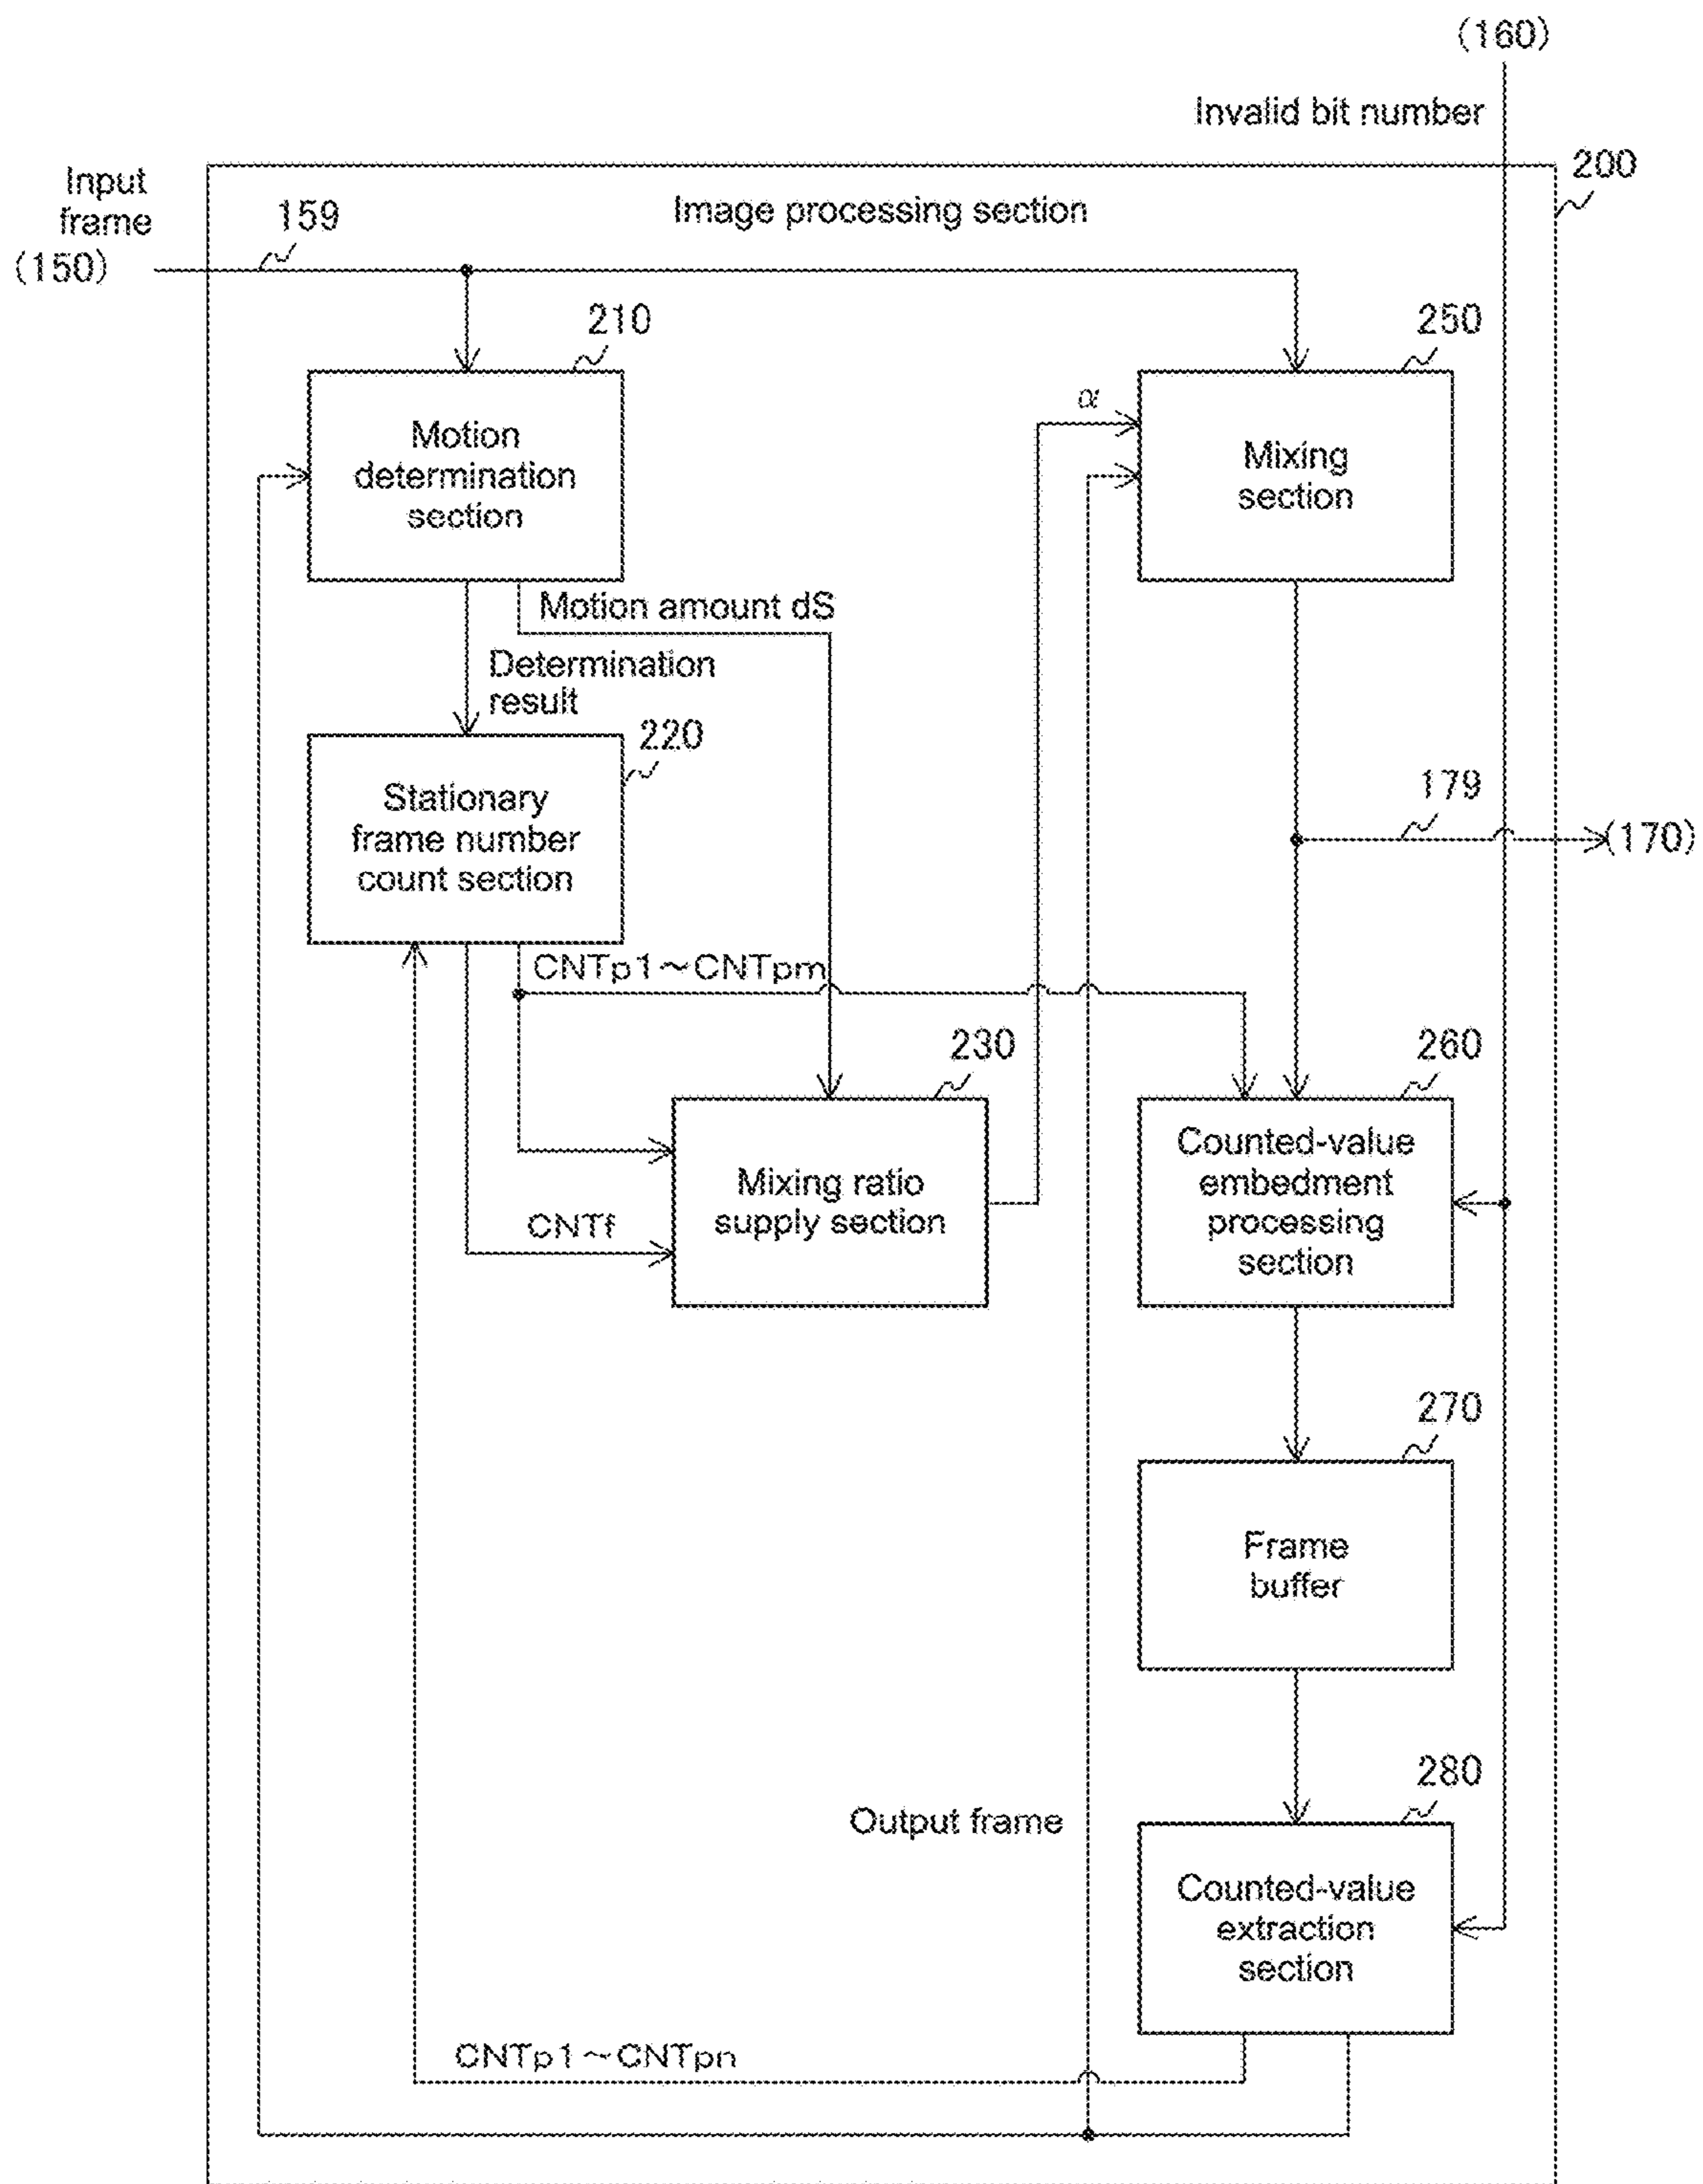 (160)
Invalid bit number
200
Input
frame
159
Image processing section
(150)
210
250
α
Motion
determination
section
Mixing
section
Motion amount dS
Determination
result
220
Stationary
frame number
count section
179
(170)
CNTp1～CNTpm
230
260
Mixing ratio
supply section
Counted-value
embedment
processing
section
CNTf
270
Frame
buffer
280
Output frame
Counted-value
extraction
section
CNTp1～CNTpn